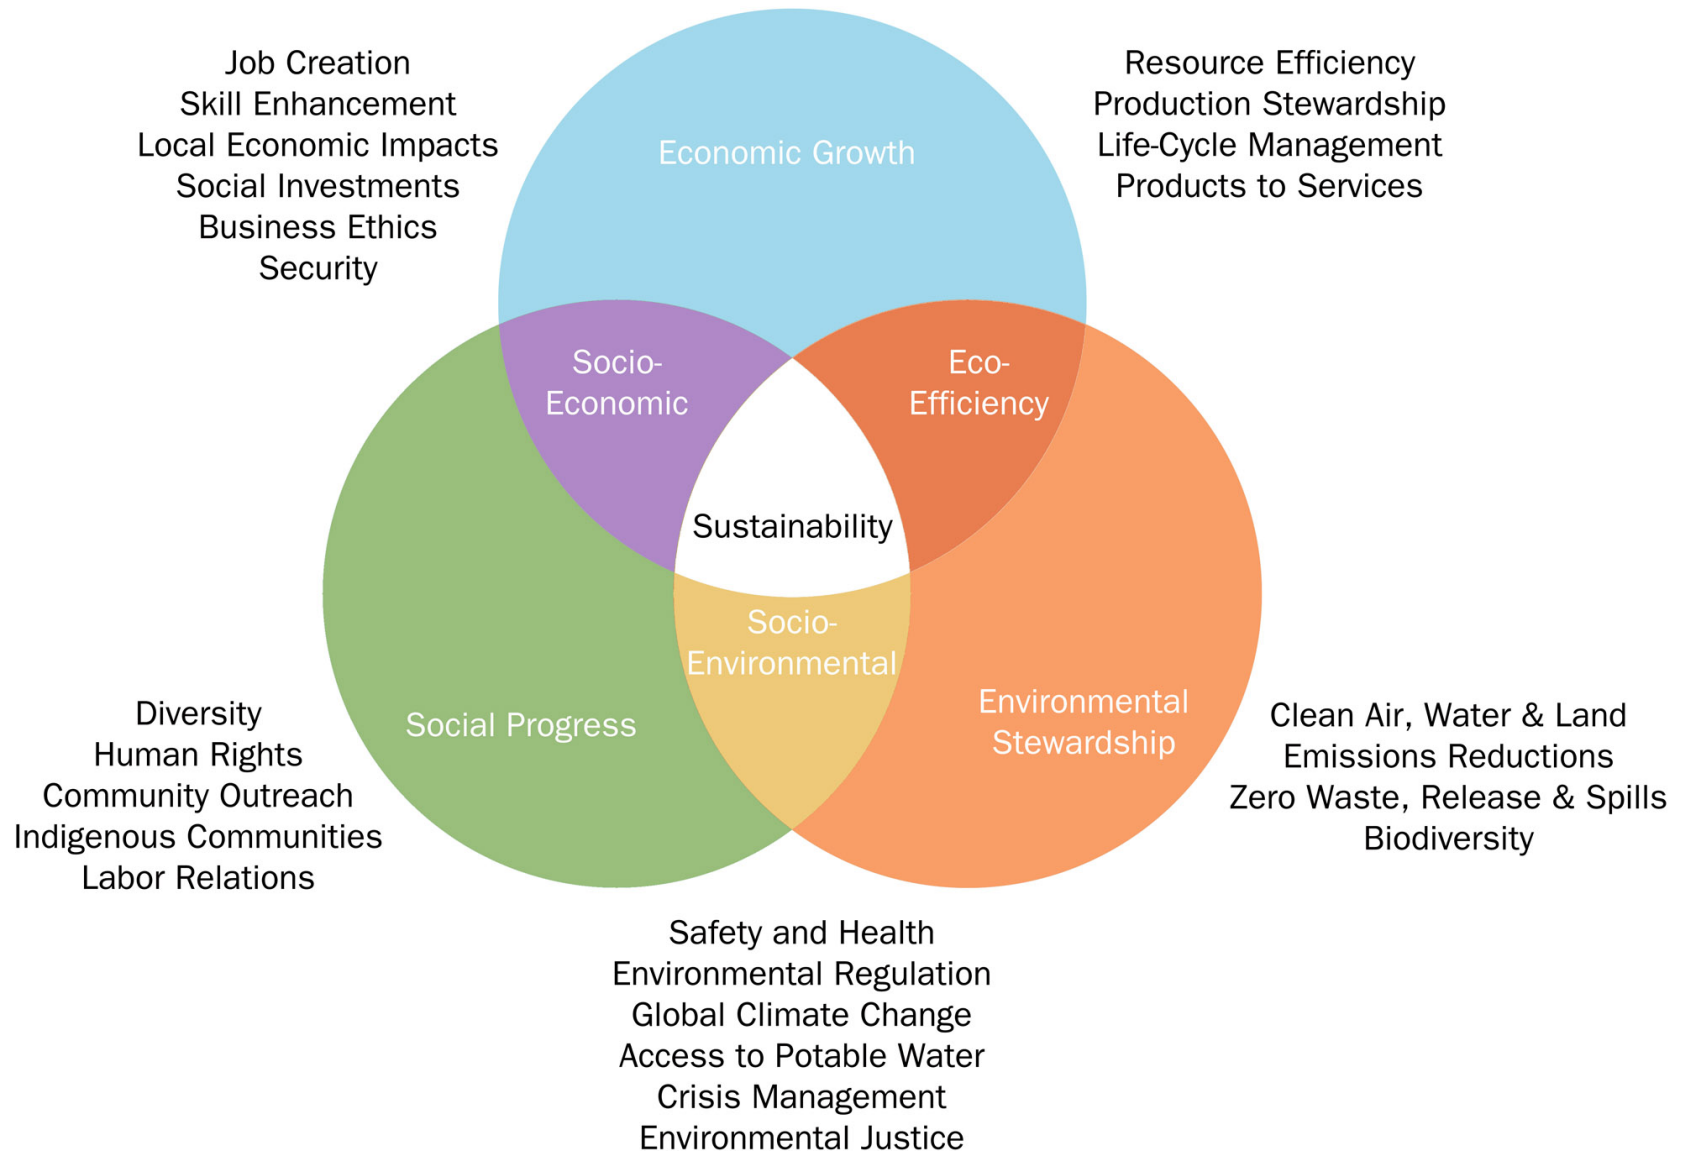 Job Creation
Skill Enhancement
Local Economic Impacts
Social Investments
Business Ethics
Security
Resource Efficiency
Production Stewardship
Life-Cycle Management
Products to Services
Economic Growth
Socio-
Economic
Eco-
Efficiency
Sustainability
Socio-
Environmental
Social Progress
Environmental
Stewardship
Diversity
Human Rights
Community Outreach
Indigenous Communities
Labor Relations
Clean Air, Water & Land
Emissions Reductions
Zero Waste, Release & Spills
Biodiversity
Safety and Health
Environmental Regulation
Global Climate Change
Access to Potable Water
Crisis Management
Environmental Justice